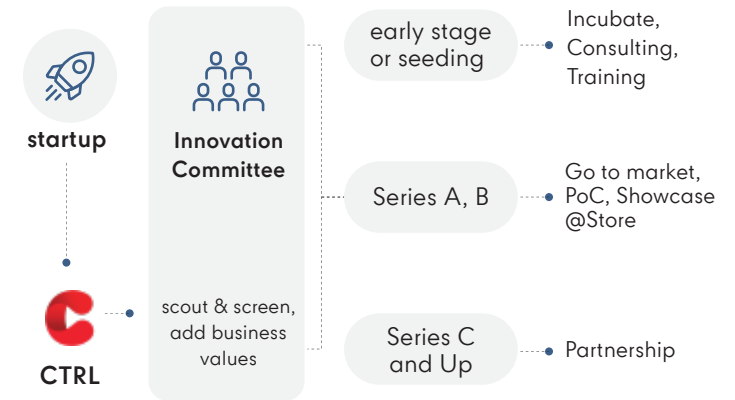 startup
CTRL
Innovation
Committee
scout & screen,
add business
values
early stage
or seeding
Incubate,
Consulting,
Training
Series A, B
Go to market,
PoC, Showcase
@Store
Series C
and Up
Partnership